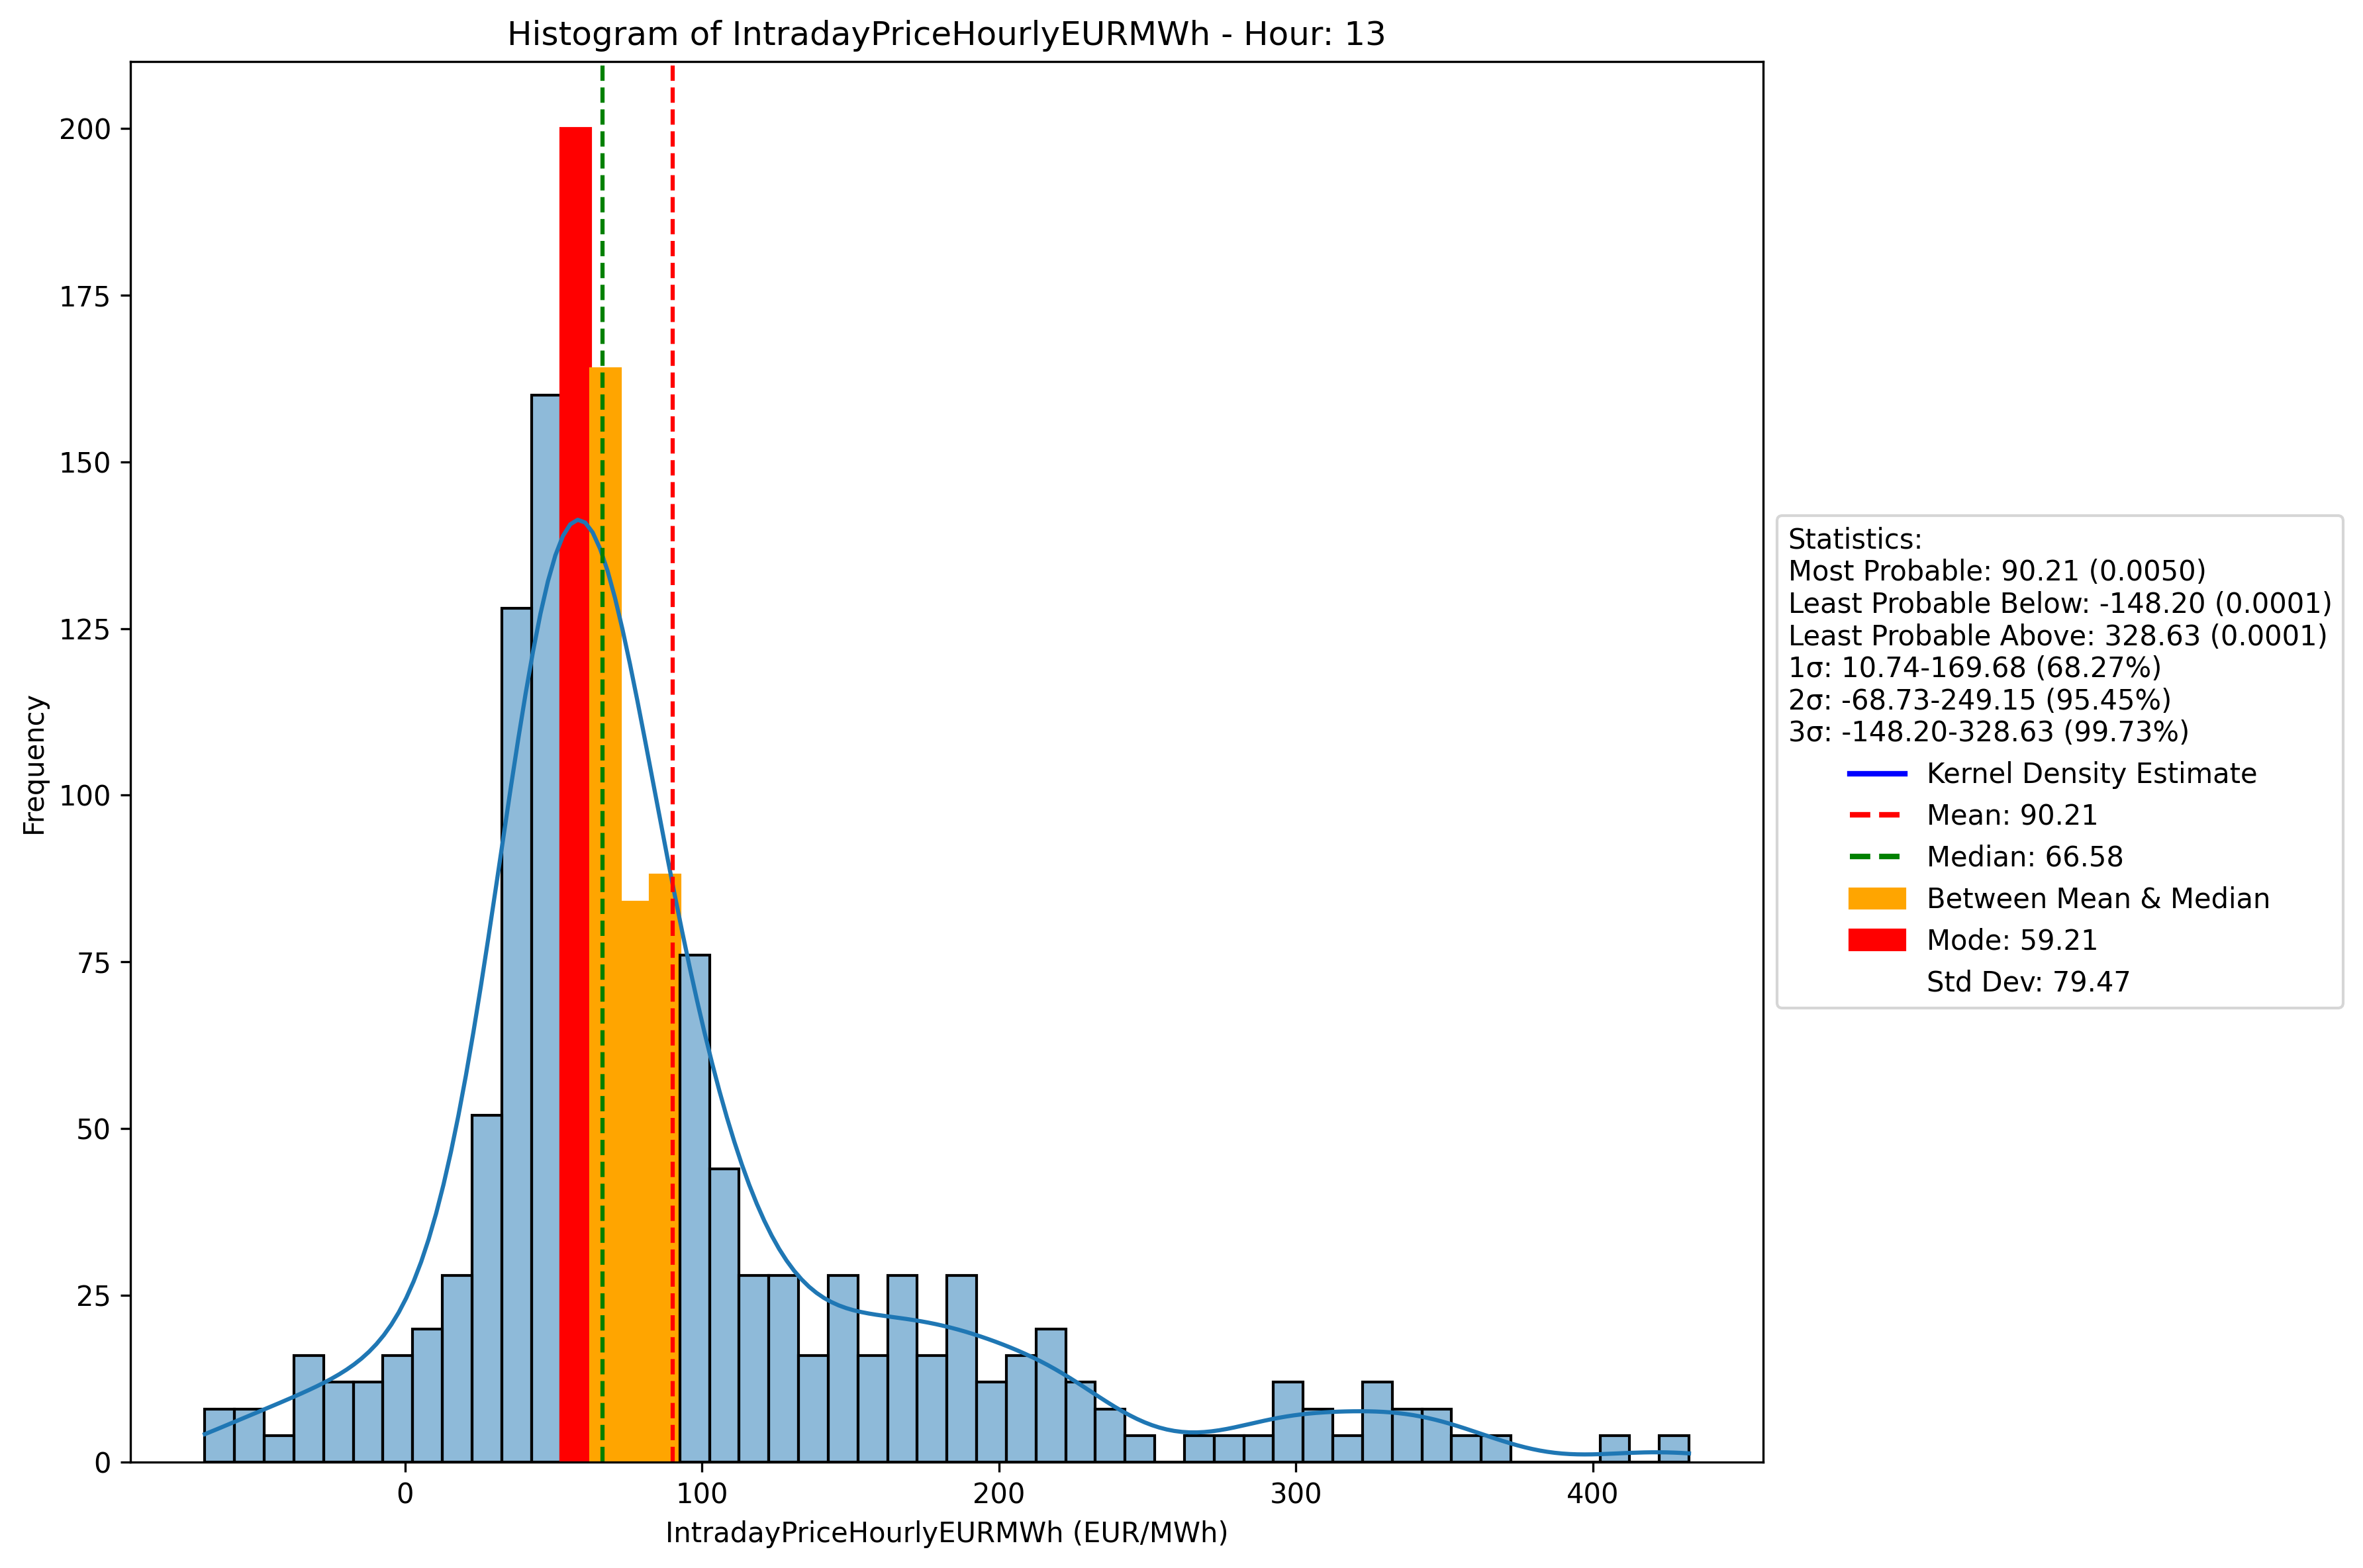 Histogram of IntradayPriceHourlyEURMWh - Hour: 13
200
175
150
125
100
75
50
25
0
Frequency
0 100 200 300 400
IntradayPriceHourlyEURMWh (EUR/MWh)
Statistics:
Most Probable: 90.21 (0.0050)
Least Probable Below: -148.20 (0.0001)
Least Probable Above: 328.63 (0.0001)
1σ: 10.74-169.68 (68.27%)
2σ: -68.73-249.15 (95.45%)
3σ: -148.20-328.63 (99.73%)
Kernel Density Estimate
Mean: 90.21
Median: 66.58
Between Mean & Median
Mode: 59.21
Std Dev: 79.47